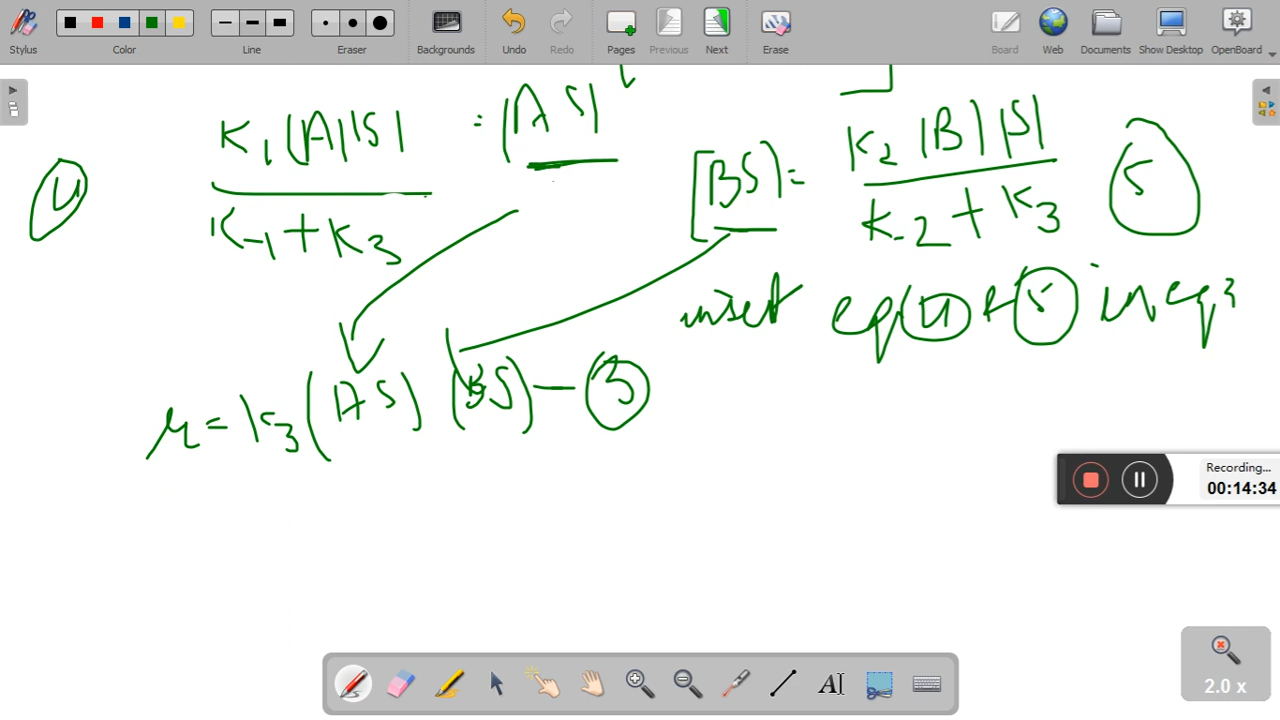 Stylus Color Line Eraser Backgrounds Undo Redo Pages Previous Next Erase Board Web Documents Show Desktop OpenBoard
K1 |A| |S| = |AS|
K-1 + K3
4
[BS] = K2 |B| |S|
K-2 + K3
5
insert eq 4 & 5 in eq 3
r = K3 (AS) (BS) — 3
Recording...
00:14:34
2.0 x